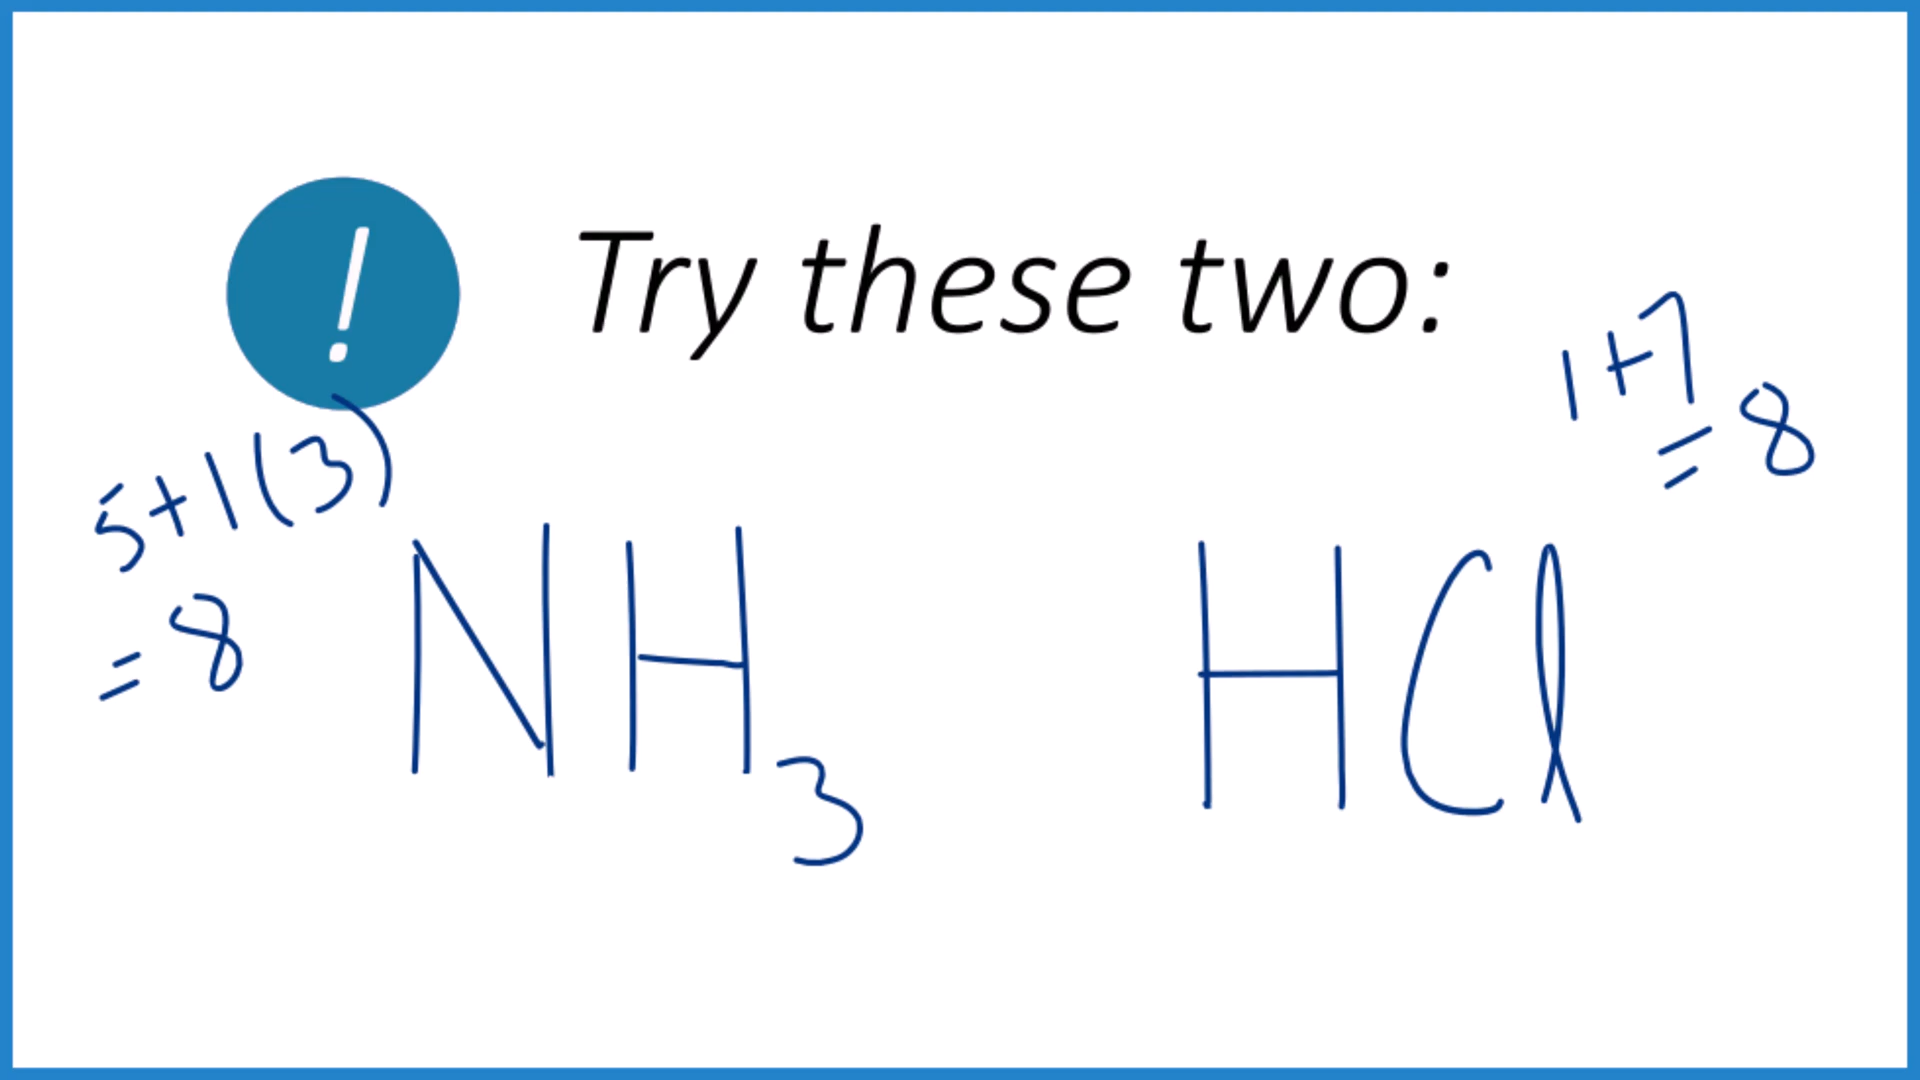 !
Try these two:
1+7
=8
5+1(3)
=8
NH3
HCl